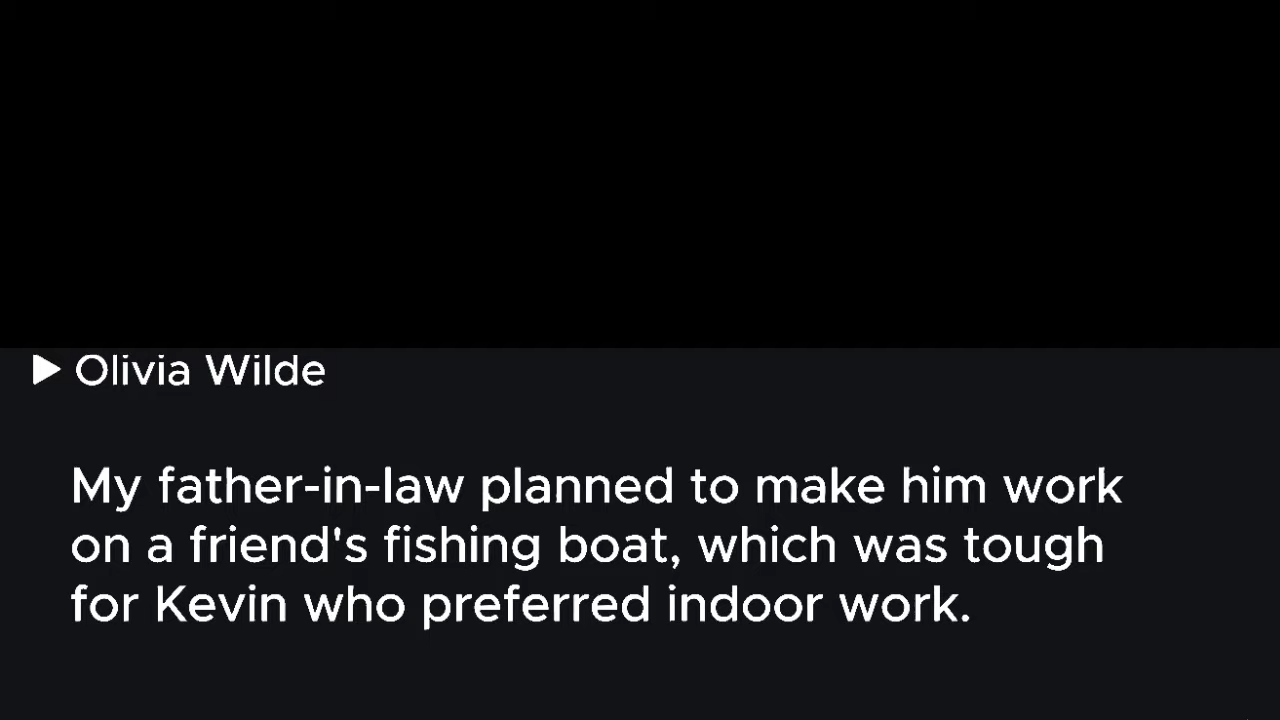 ▶ Olivia Wilde
My father-in-law planned to make him work
on a friend's fishing boat, which was tough
for Kevin who preferred indoor work.